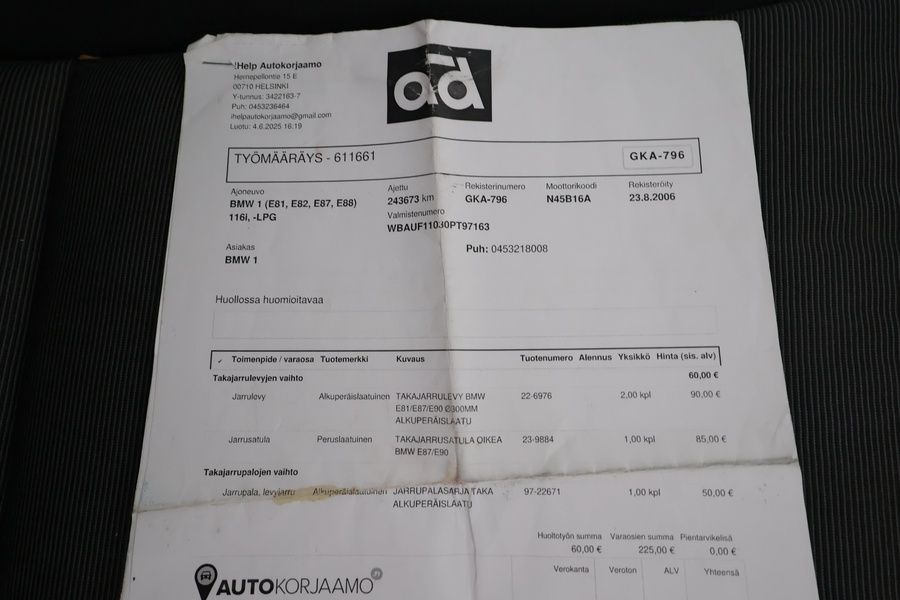 iHelp Autokorjaamo
Hernepellontie 15 E
00710 HELSINKI
Y-tunnus: 3422163-7
Puh: 0453236464
ihelpautokorjaamo@gmail.com
Luotu: 4.6.2025 16:19
ad
TYÖMÄÄRÄYS - 611661
GKA-796
Ajoneuvo
BMW 1 (E81, E82, E87, E88)
116i, -LPG
Ajettu
243673 km
Valmistenumero
WBAUF11030PT97163
Rekisterinumero
GKA-796
Moottorikoodi
N45B16A
Rekisteröity
23.8.2006
Asiakas
BMW 1
Puh: 0453218008
Huollossa huomioitavaa
✓ Toimenpide / varaosa Tuotemerkki Kuvaus Tuotenumero Alennus Yksikkö Hinta (sis. alv)
Takajarrulevyjen vaihto 60,00 €
Jarrulevy Alkuperäislaatuinen TAKAJARRULEVY BMW 22-6976 2,00 kpl 90,00 €
E81/E87/E90 Ø300MM
ALKUPERÄISLAATU
Jarrusatula Peruslaatuinen TAKAJARRUSATULA OIKEA 23-9884 1,00 kpl 85,00 €
BMW E87/E90
Takajarrupalojen vaihto
Jarrupala, levyjarru Alkuperäislaatuinen JARRUPALASARJA TAKA 97-22671 1,00 kpl 50,00 €
ALKUPERÄISLAATU
Huoltotyön summa Varaosien summa Pientarvikelisä
60,00 € 225,00 € 0,00 €
Verokanta Veroton ALV Yhteensä
AUTOKORJAAMO